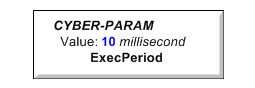 CYBER-PARAM
Value: 10 millisecond
ExecPeriod